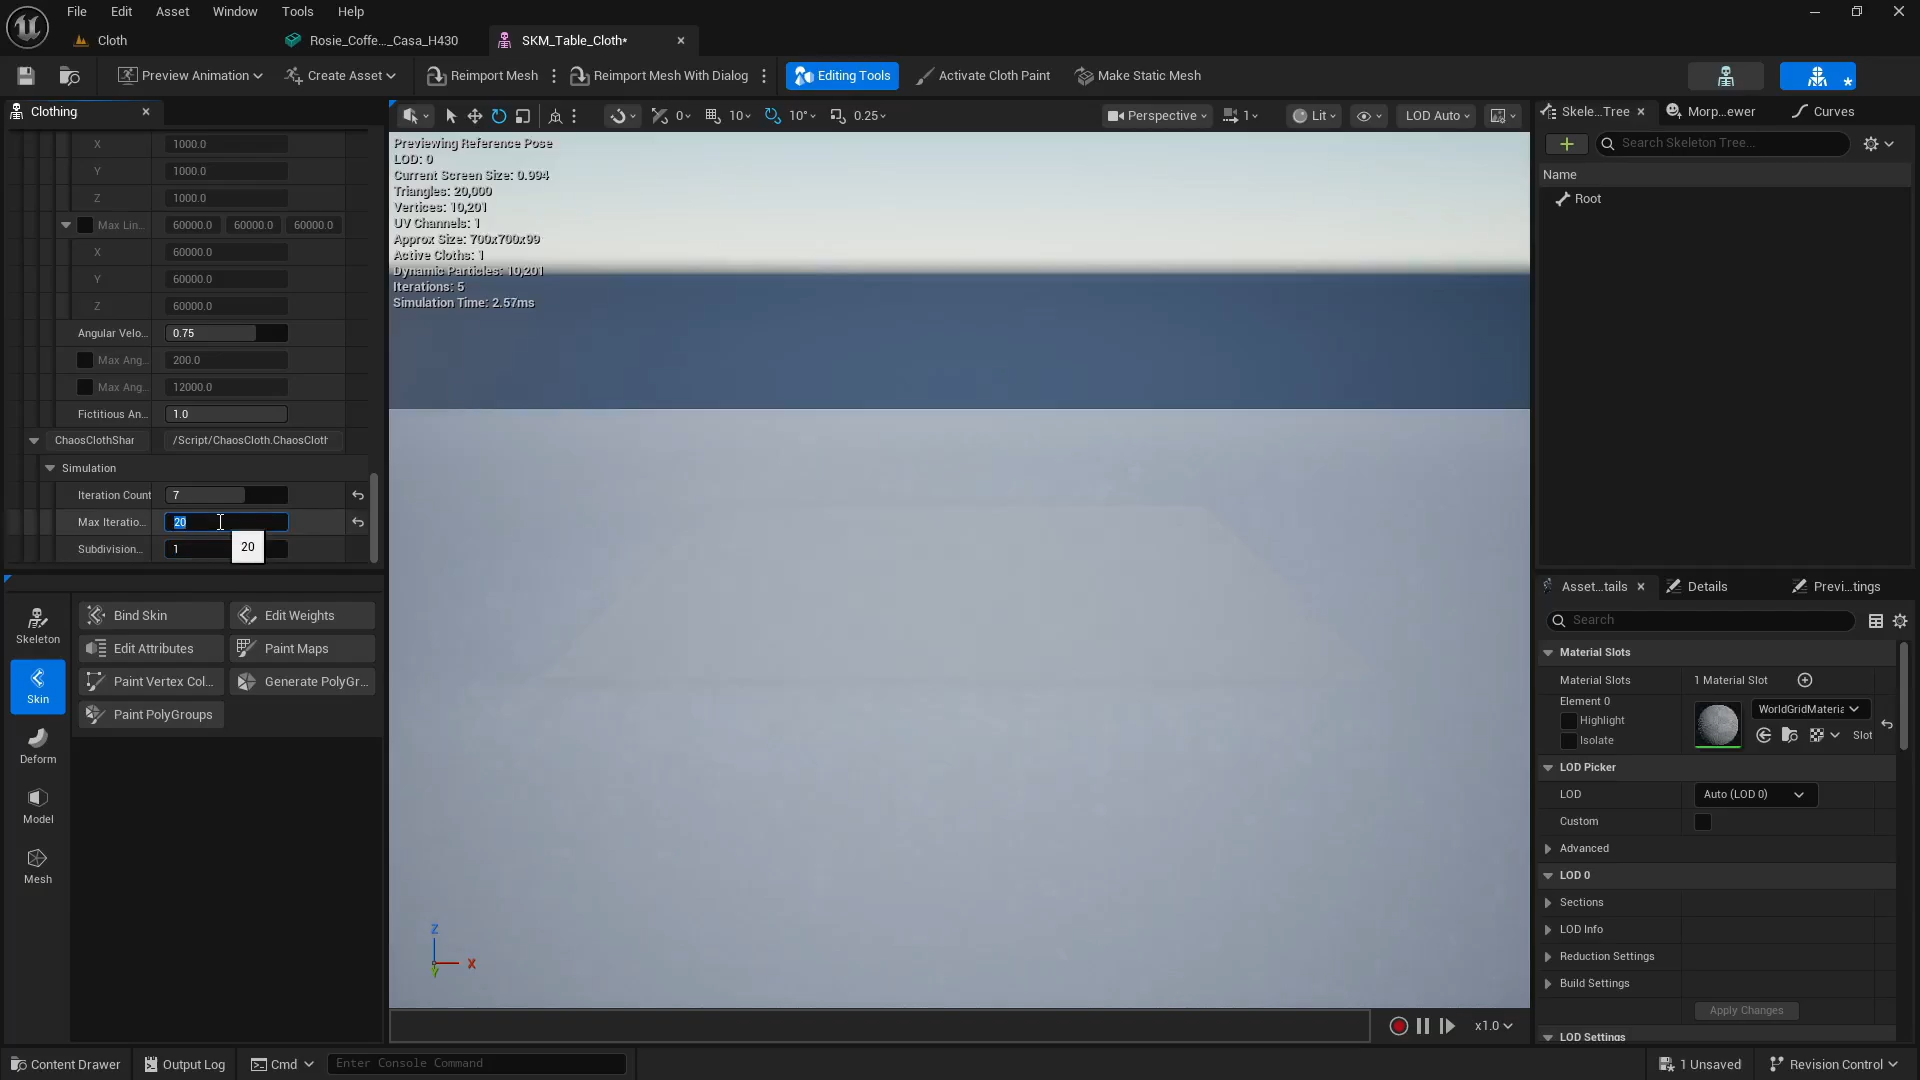 File Edit Asset Window Tools Help
Cloth
Rosie_Coffe..._Casa_H430
SKM_Table_Cloth*
Preview Animation
Create Asset
Reimport Mesh
Reimport Mesh With Dialog
Editing Tools
Activate Cloth Paint
Make Static Mesh
Clothing
X 1000.0
Y 1000.0
Z 1000.0
Max Lin... 60000.0 60000.0 60000.0
X 60000.0
Y 60000.0
Z 60000.0
Angular Velo... 0.75
Max Ang... 200.0
Max Ang... 12000.0
Fictitious An... 1.0
ChaosClothShar /Script/ChaosCloth.ChaosCloth
Simulation
Iteration Count 7
Max Iteratio... 20
20
Subdivision... 1
Bind Skin
Edit Weights
Edit Attributes
Paint Maps
Paint Vertex Col...
Generate PolyGr...
Paint PolyGroups
Skeleton
Skin
Deform
Model
Mesh
0 10 10° 0.25
Perspective
1
Lit
LOD Auto
Previewing Reference Pose
LOD: 0
Current Screen Size: 0.994
Triangles: 20,000
Vertices: 10,201
UV Channels: 1
Approx Size: 700x700x99
Active Cloths: 1
Dynamic Particles: 10,201
Iterations: 5
Simulation Time: 2.57ms
Z
X
Y
x1.0
Skele...Tree
Morp...ewer
Curves
Search Skeleton Tree...
Name
Root
Asset...tails
Details
Previ...tings
Search
Material Slots
Material Slots 1 Material Slot
Element 0
Highlight
Isolate
WorldGridMateria
Slot
LOD Picker
LOD Auto (LOD 0)
Custom
Advanced
LOD 0
Sections
LOD Info
Reduction Settings
Build Settings
Apply Changes
LOD Settings
Content Drawer
Output Log
Cmd
Enter Console Command
1 Unsaved
Revision Control